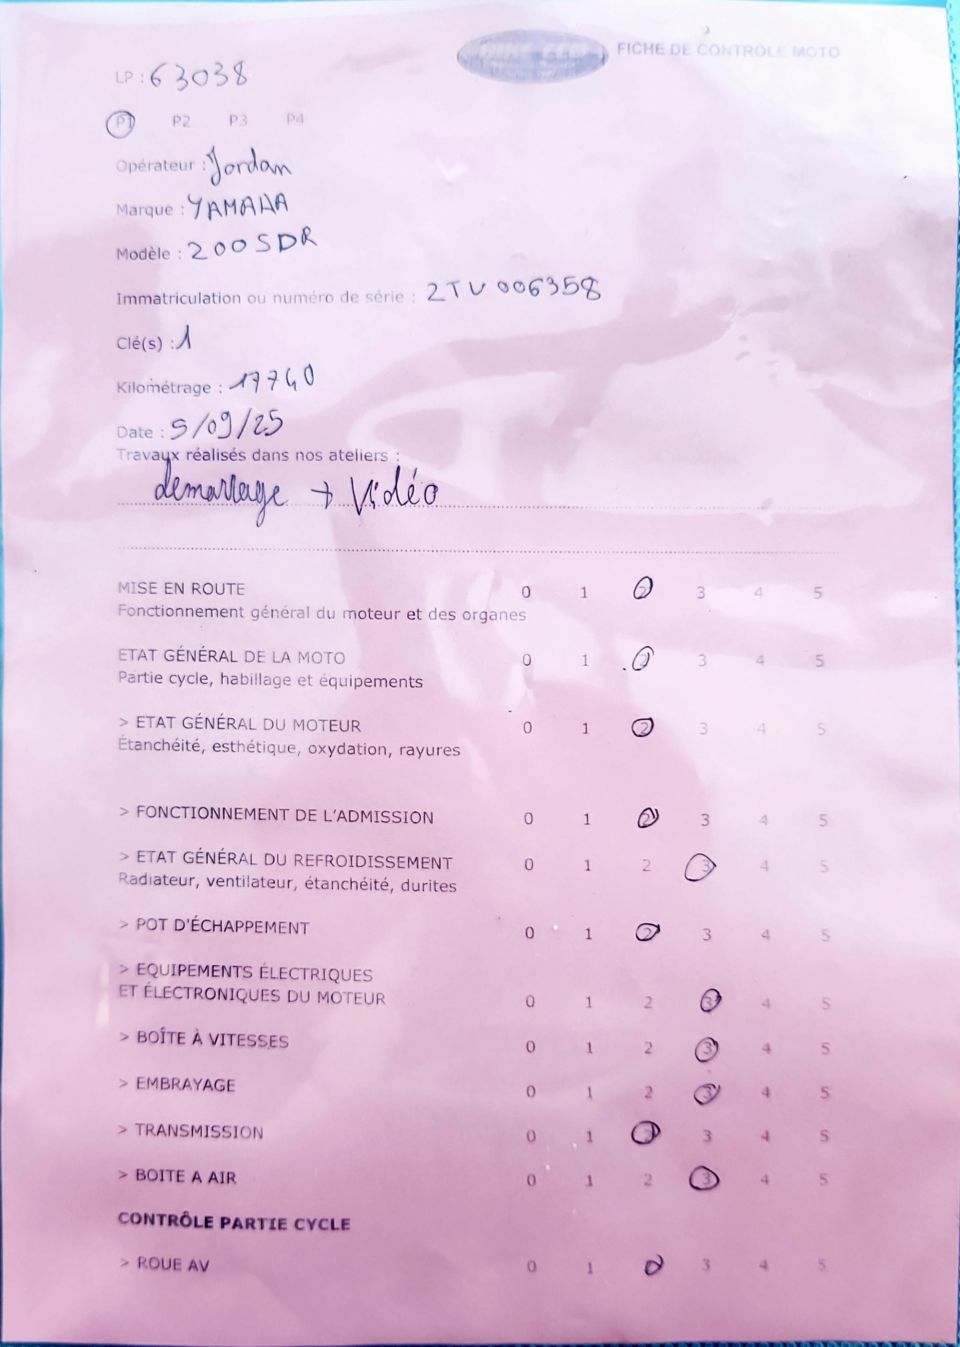 FICHE DE CONTRÔLE MOTO
LP : 63038
P1 P2 P3 P4
Opérateur : Jordan
Marque : YAMAHA
Modèle : 200 SDR
Immatriculation ou numéro de série : 2TV 006358
Clé(s) : 1
Kilométrage : 17740
Date : 5/09/25
Travaux réalisés dans nos ateliers :
demarrage + Vidéo
MISE EN ROUTE 0 1 2 3 4 5
Fonctionnement général du moteur et des organes
ETAT GÉNÉRAL DE LA MOTO 0 1 2 3 4 5
Partie cycle, habillage et équipements
> ETAT GÉNÉRAL DU MOTEUR 0 1 2 3 4 5
Étanchéité, esthétique, oxydation, rayures
> FONCTIONNEMENT DE L'ADMISSION 0 1 2 3 4 5
> ETAT GÉNÉRAL DU REFROIDISSEMENT 0 1 2 3 4 5
Radiateur, ventilateur, étanchéité, durites
> POT D'ÉCHAPPEMENT 0 1 2 3 4 5
> EQUIPEMENTS ÉLECTRIQUES
ET ÉLECTRONIQUES DU MOTEUR 0 1 2 3 4 5
> BOÎTE À VITESSES 0 1 2 3 4 5
> EMBRAYAGE 0 1 2 3 4 5
> TRANSMISSION 0 1 2 3 4 5
> BOITE A AIR 0 1 2 3 4 5
CONTRÔLE PARTIE CYCLE
> ROUE AV 0 1 2 3 4 5